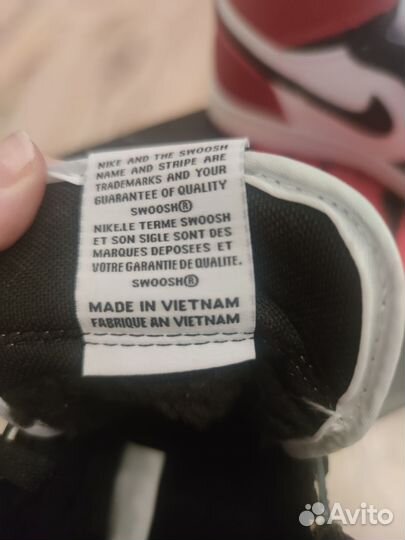 NIKE AND THE SWOOSH
NAME AND STRIPE ARE
TRADEMARKS AND YOUR
GUARANTEE OF QUALITY
SWOOSH®
NIKE.LE TERME SWOOSH
ET SON SIGLE SONT DES
MARQUES DEPOSEES ET
VOTRE GARANTIE DE QUALITE.
SWOOSH®
MADE IN VIETNAM
FABRIQUE AN VIETNAM
Avito